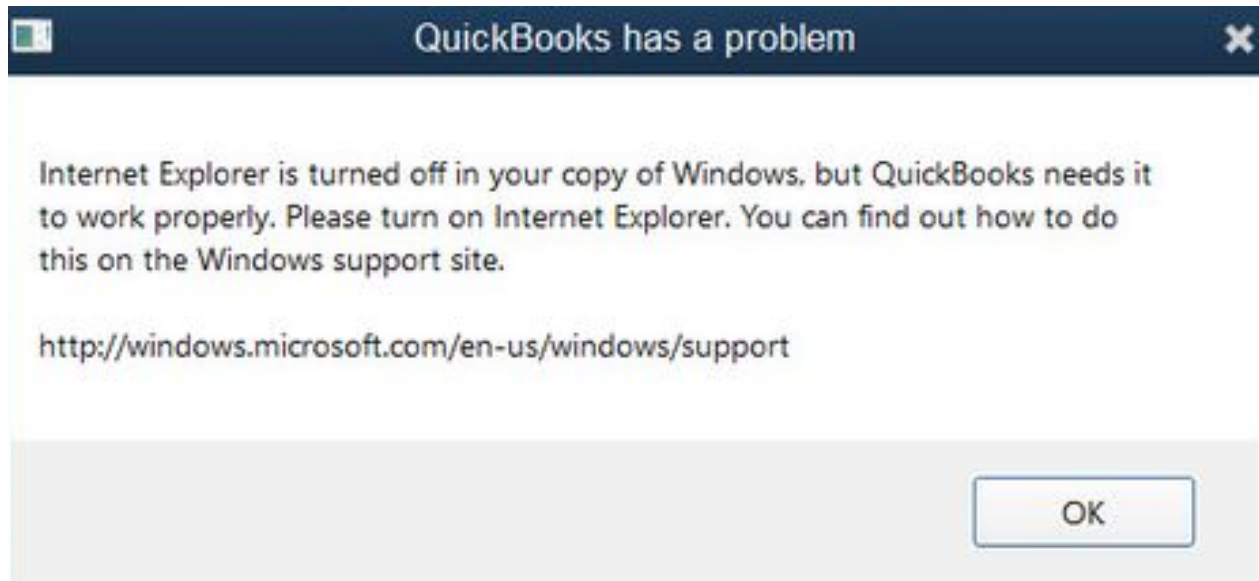 QuickBooks has a problem
Internet Explorer is turned off in your copy of Windows, but QuickBooks needs it
to work properly. Please turn on Internet Explorer. You can find out how to do
this on the Windows support site.
http://windows.microsoft.com/en-us/windows/support
OK